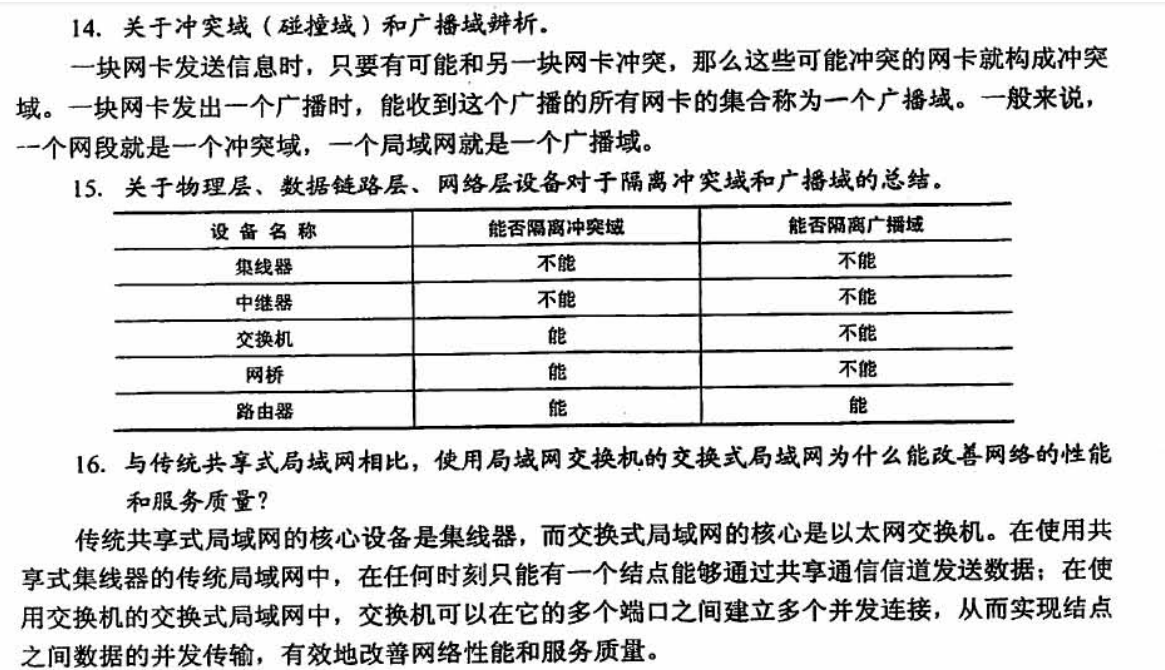 14. 关于冲突域（碰撞域）和广播域辨析。
一块网卡发送信息时，只要有可能和另一块网卡冲突，那么这些可能冲突的网卡就构成冲突
域。一块网卡发出一个广播时，能收到这个广播的所有网卡的集合称为一个广播域。一般来说，
一个网段就是一个冲突域，一个局域网就是一个广播域。
15. 关于物理层、数据链路层、网络层设备对于隔离冲突域和广播域的总结。
设备名称 能否隔离冲突域 能否隔离广播域
集线器 不能 不能
中继器 不能 不能
交换机 能 不能
网桥 能 不能
路由器 能 能
16. 与传统共享式局域网相比，使用局域网交换机的交换式局域网为什么能改善网络的性能
和服务质量？
传统共享式局域网的核心设备是集线器，而交换式局域网的核心是以太网交换机。在使用共
享式集线器的传统局域网中，在任何时刻只能有一个结点能够通过共享通信信道发送数据；在使
用交换机的交换式局域网中，交换机可以在它的多个端口之间建立多个并发连接，从而实现结点
之间数据的并发传输，有效地改善网络性能和服务质量。